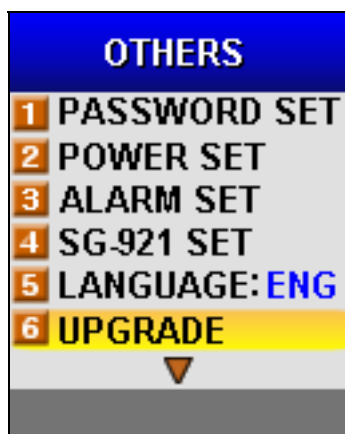 OTHERS
1 PASSWORD SET
2 POWER SET
3 ALARM SET
4 SG-921 SET
5 LANGUAGE: ENG
6 UPGRADE